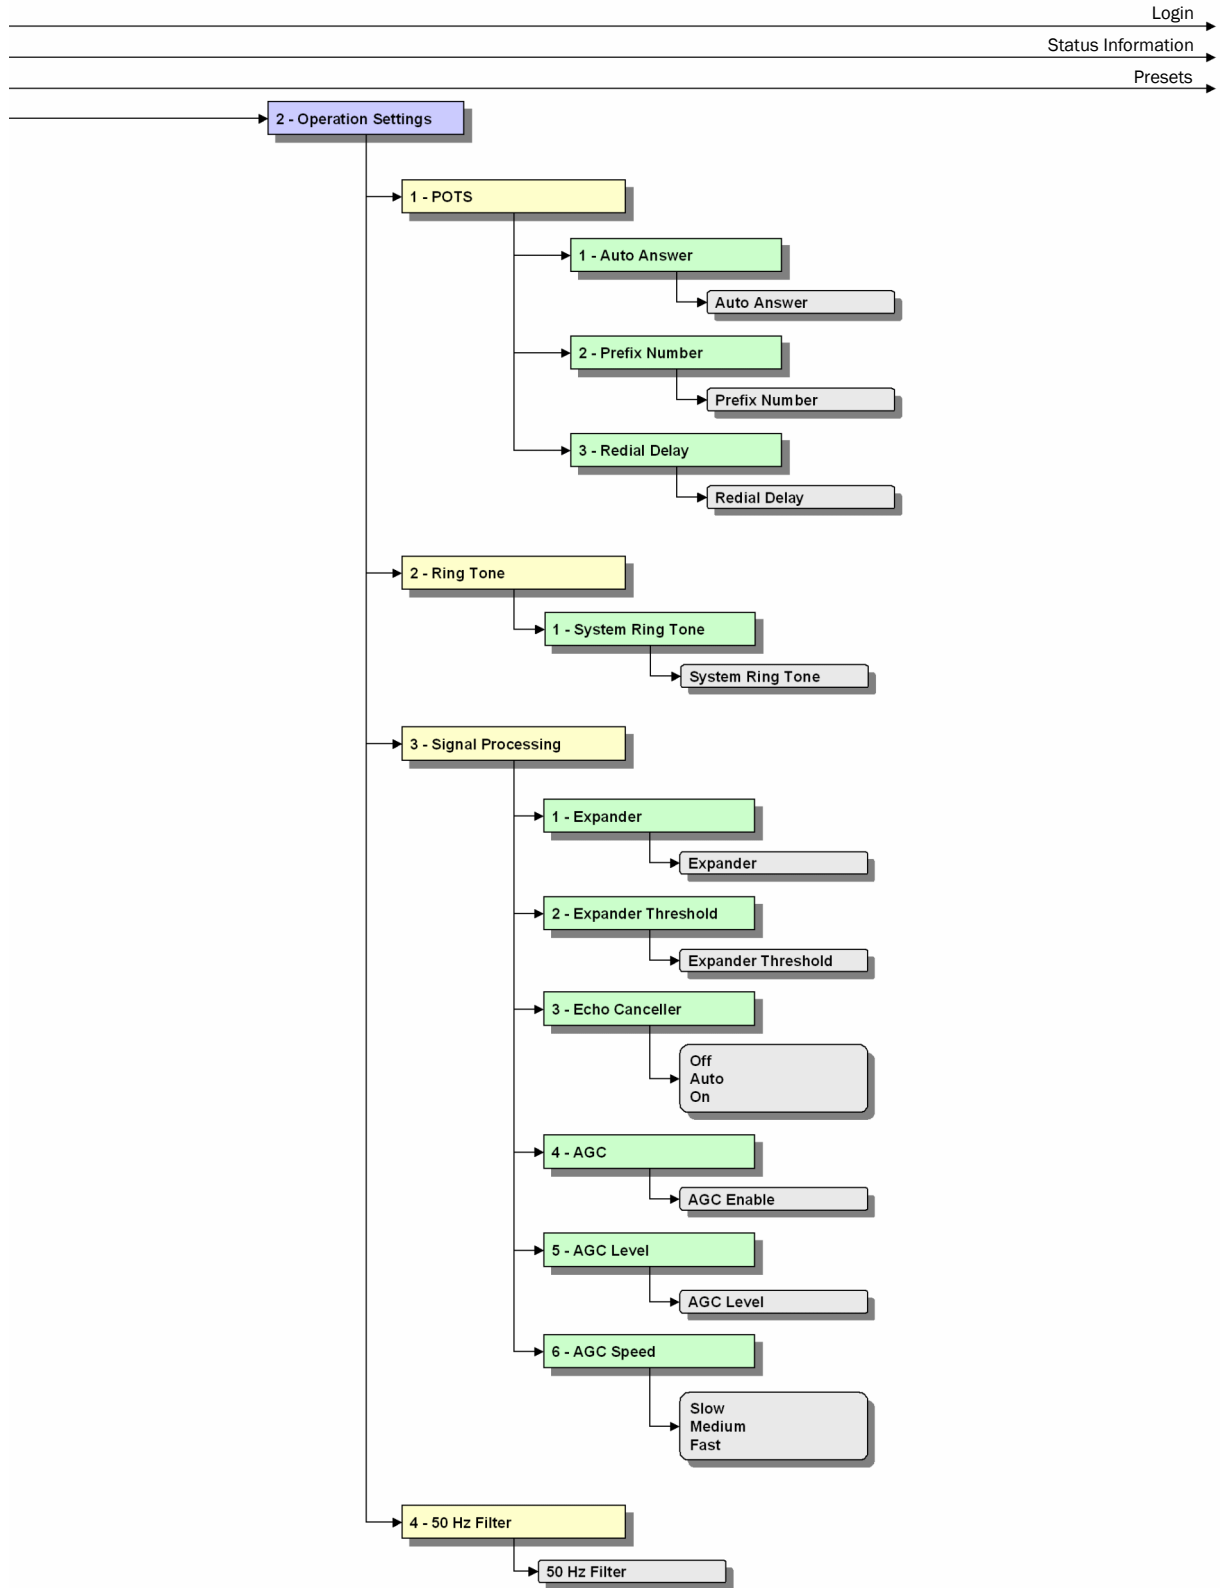 Login
Status Information
Presets
2 - Operation Settings
1 - POTS
1 - Auto Answer
Auto Answer
2 - Prefix Number
Prefix Number
3 - Redial Delay
Redial Delay
2 - Ring Tone
1 - System Ring Tone
System Ring Tone
3 - Signal Processing
1 - Expander
Expander
2 - Expander Threshold
Expander Threshold
3 - Echo Canceller
Off
Auto
On
4 - AGC
AGC Enable
5 - AGC Level
AGC Level
6 - AGC Speed
Slow
Medium
Fast
4 - 50 Hz Filter
50 Hz Filter